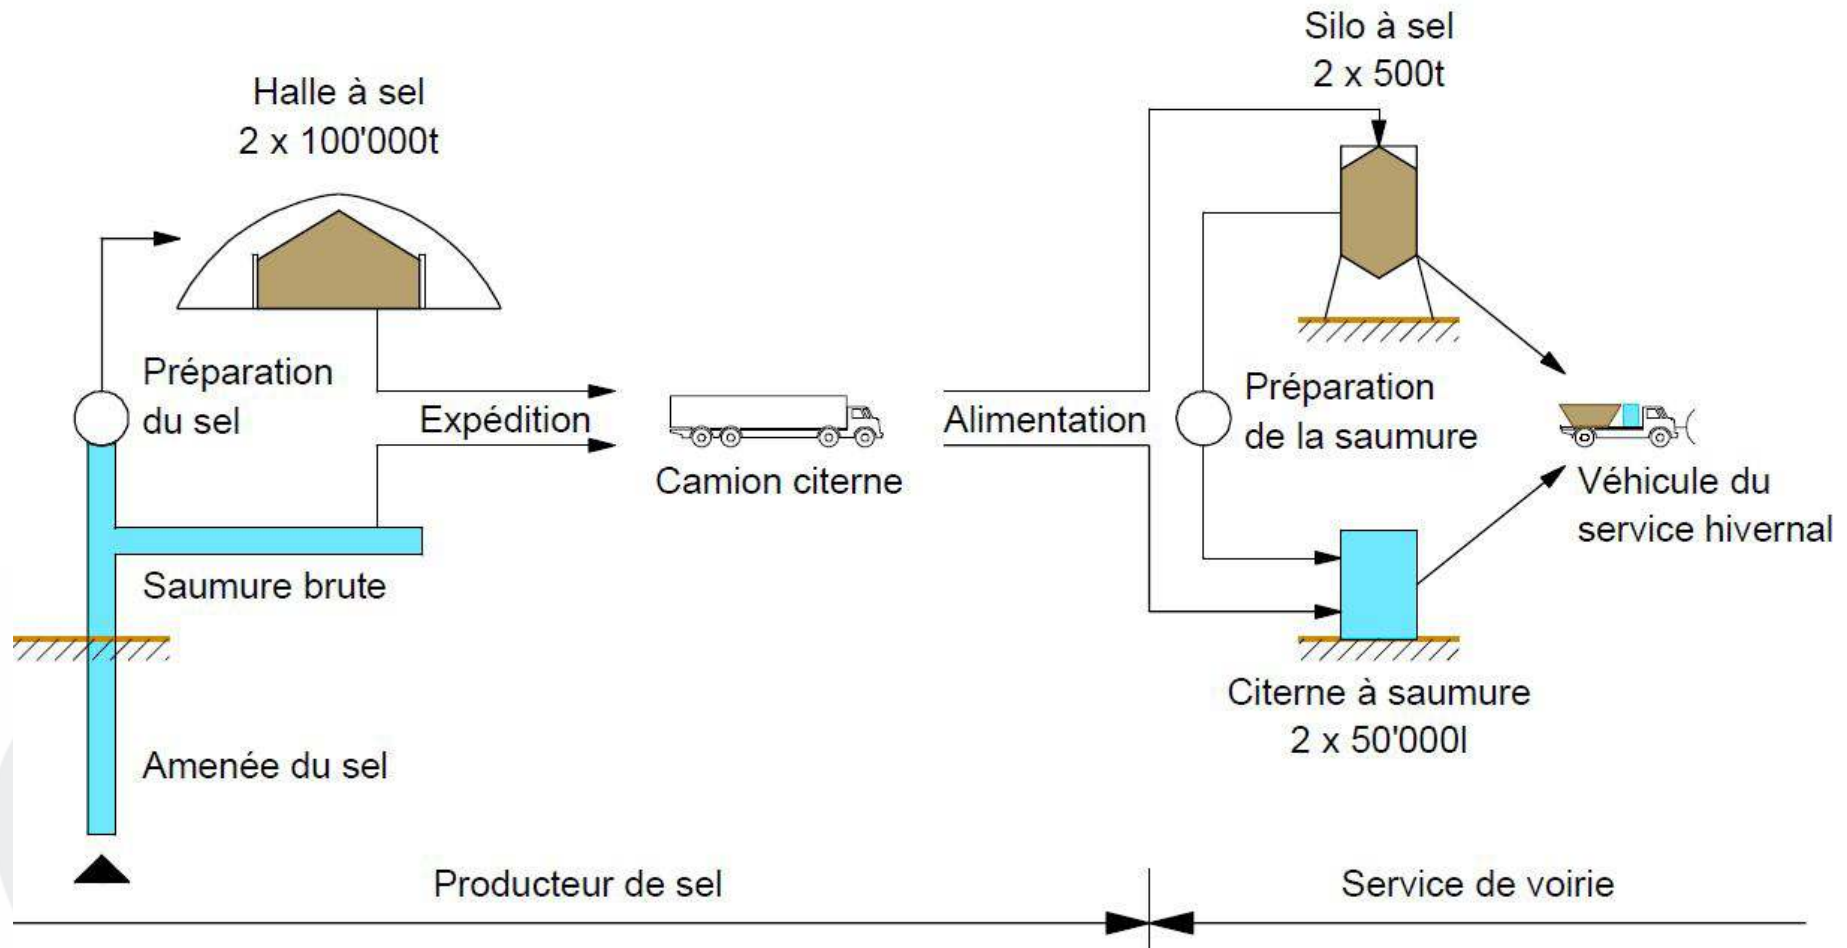 Silo à sel
2 x 500t
Halle à sel
2 x 100'000t
Préparation
du sel
Expédition
Alimentation
Préparation
de la saumure
Camion citerne
Véhicule du
service hivernal
Saumure brute
Citerne à saumure
2 x 50'000l
Amenée du sel
Producteur de sel
Service de voirie